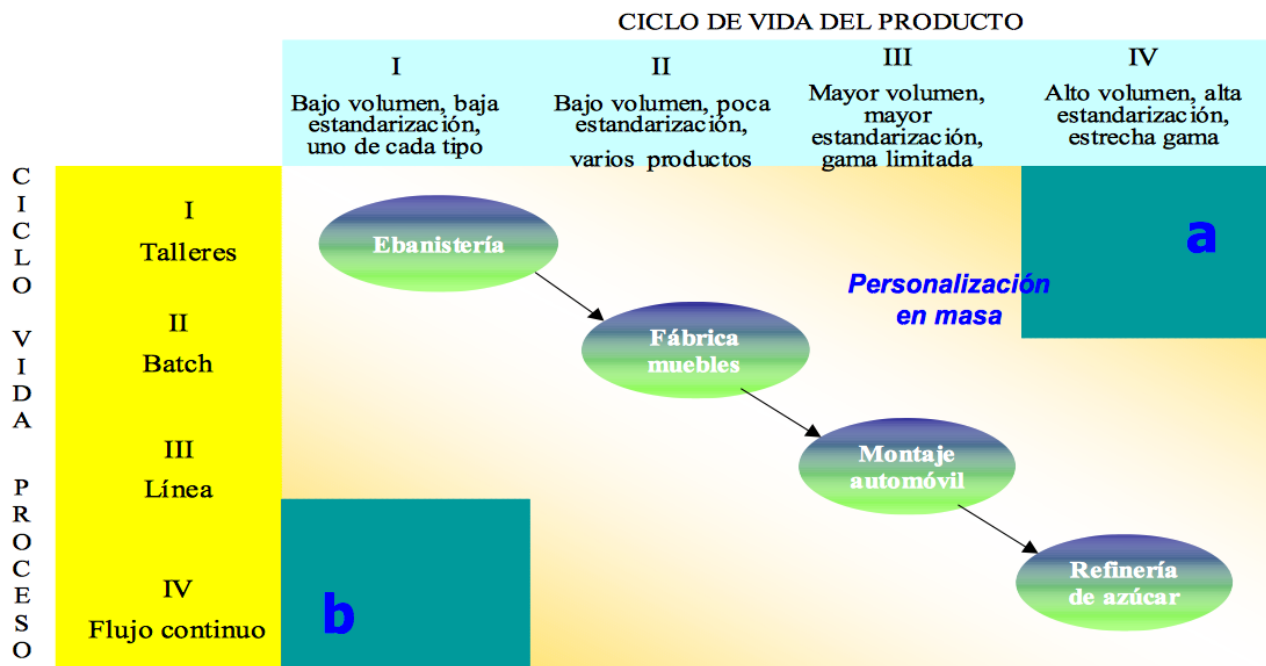 CICLO DE VIDA DEL PRODUCTO
I
Bajo volumen, baja
estandarización,
uno de cada tipo
II
Bajo volumen, poca
estandarización,
varios productos
III
Mayor volumen,
mayor
estandarización,
gama limitada
IV
Alto volumen, alta
estandarización,
estrecha gama
CICLO VIDA PROCESO
I
Talleres
II
Batch
III
Línea
IV
Flujo continuo
Ebanistería
Fábrica
muebles
Montaje
automóvil
Refinería
de azúcar
Personalización
en masa
a
b